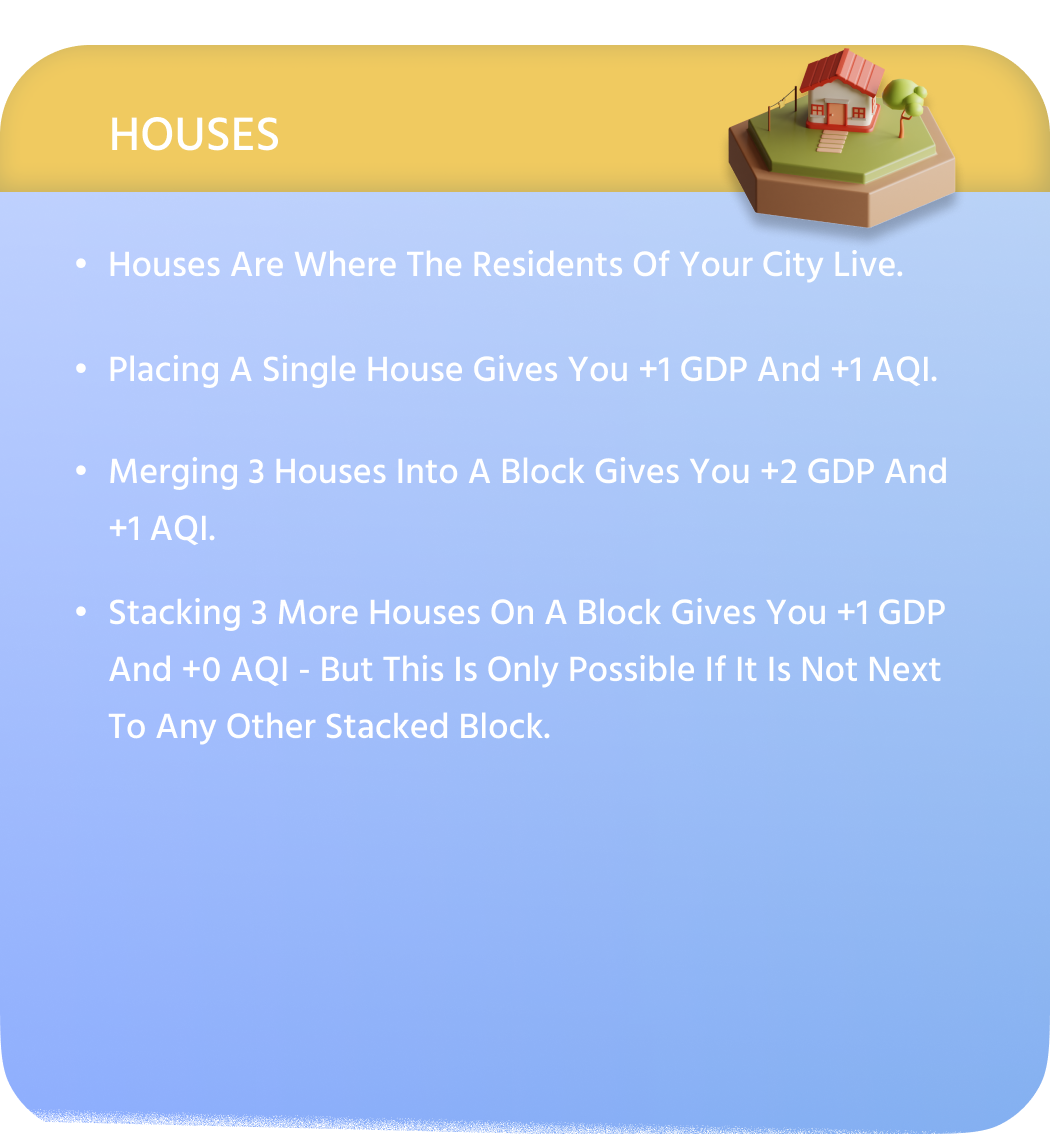 HOUSES
• Houses Are Where The Residents Of Your City Live.
• Placing A Single House Gives You +1 GDP And +1 AQI.
• Merging 3 Houses Into A Block Gives You +2 GDP And
+1 AQI.
• Stacking 3 More Houses On A Block Gives You +1 GDP
And +0 AQI - But This Is Only Possible If It Is Not Next
To Any Other Stacked Block.